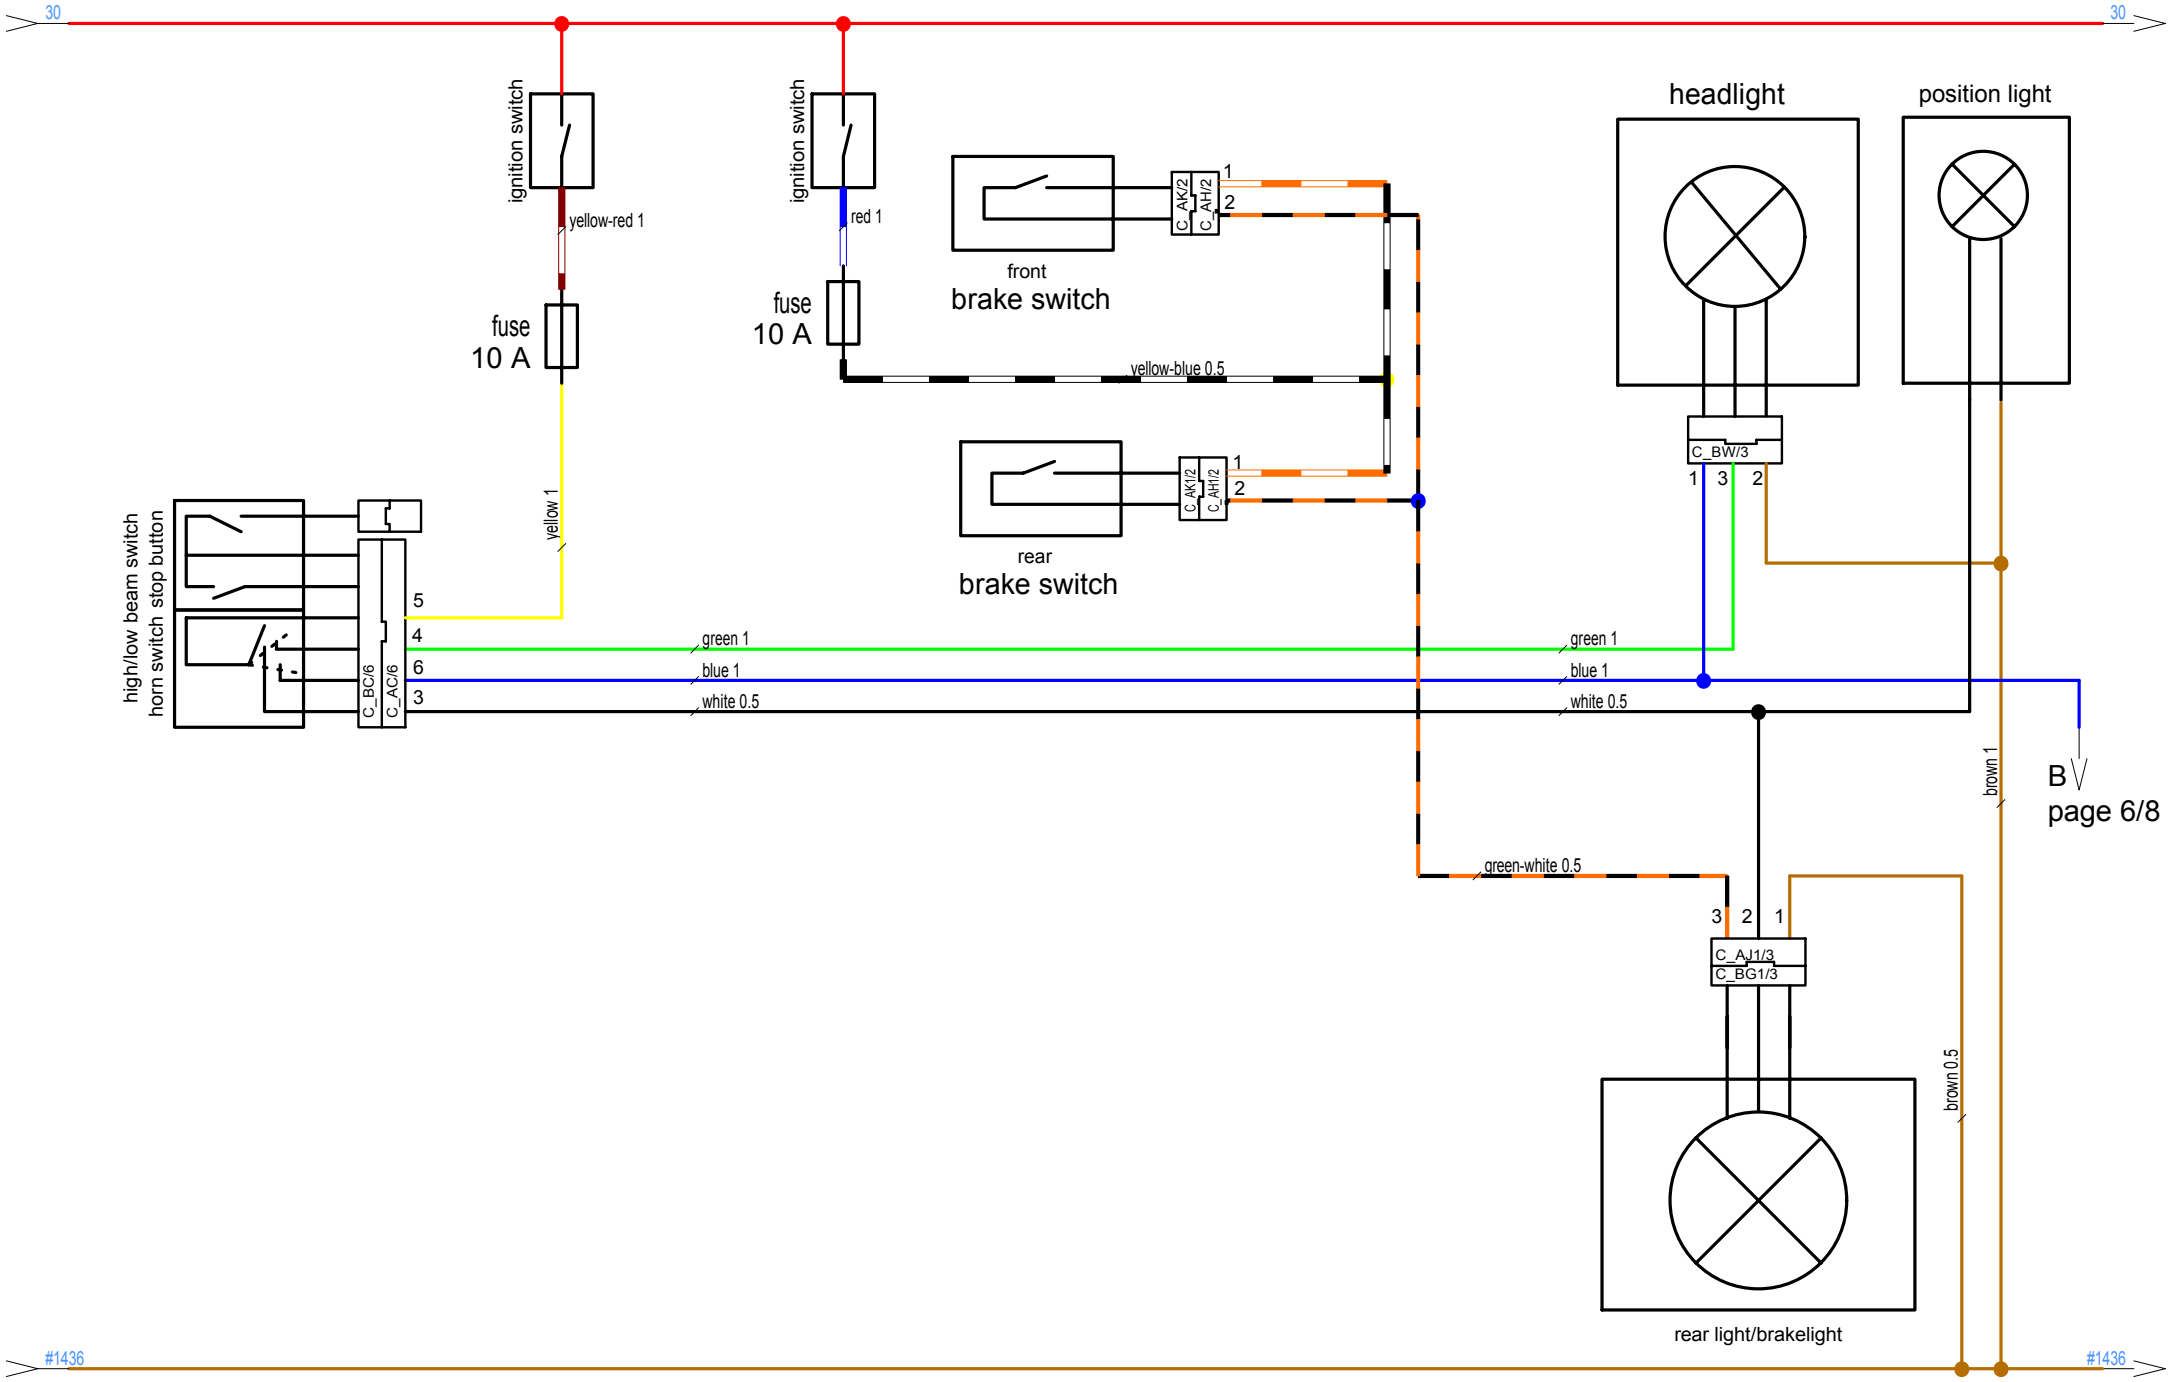 30
30
ignition switch
ignition switch
headlight
position light
yellow-red 1
red 1
C_AK/2
C_AH/2
1
2
front
brake switch
fuse
10 A
fuse
10 A
yellow-blue 0.5
C_BW/3
1
3
2
C_AK1/2
C_AH1/2
1
2
rear
brake switch
yellow 1
high/low beam switch
horn switch stop button
C_BC/6
C_AC/6
5
4
6
3
green 1
green 1
blue 1
blue 1
white 0.5
white 0.5
brown 1
B
page 6/8
green-white 0.5
3
2
1
C_AJ1/3
C_BG1/3
brown 0.5
rear light/brakelight
#1436
#1436